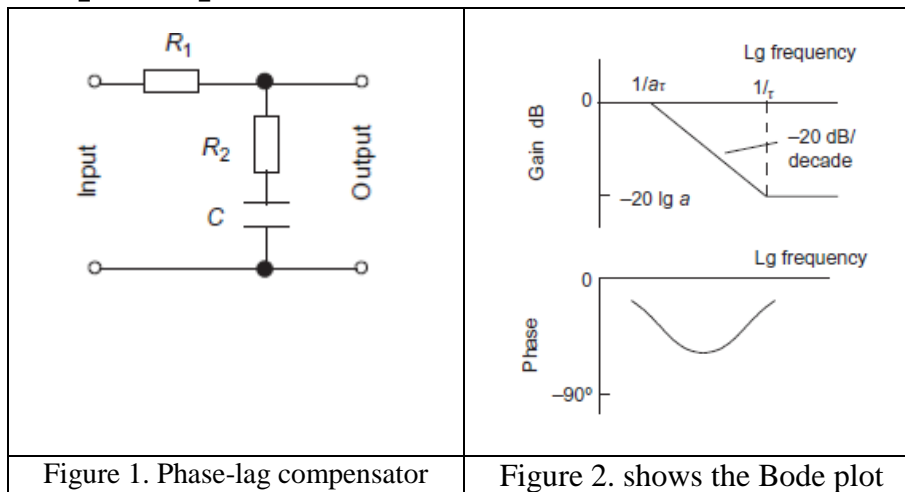 R₁
R₂
C
Input
Output
Figure 1. Phase-lag compensator
Lg frequency
1/aτ
1/τ
0
Gain dB
–20 dB/
decade
–20 lg a
Lg frequency
0
Phase
–90º
Figure 2. shows the Bode plot